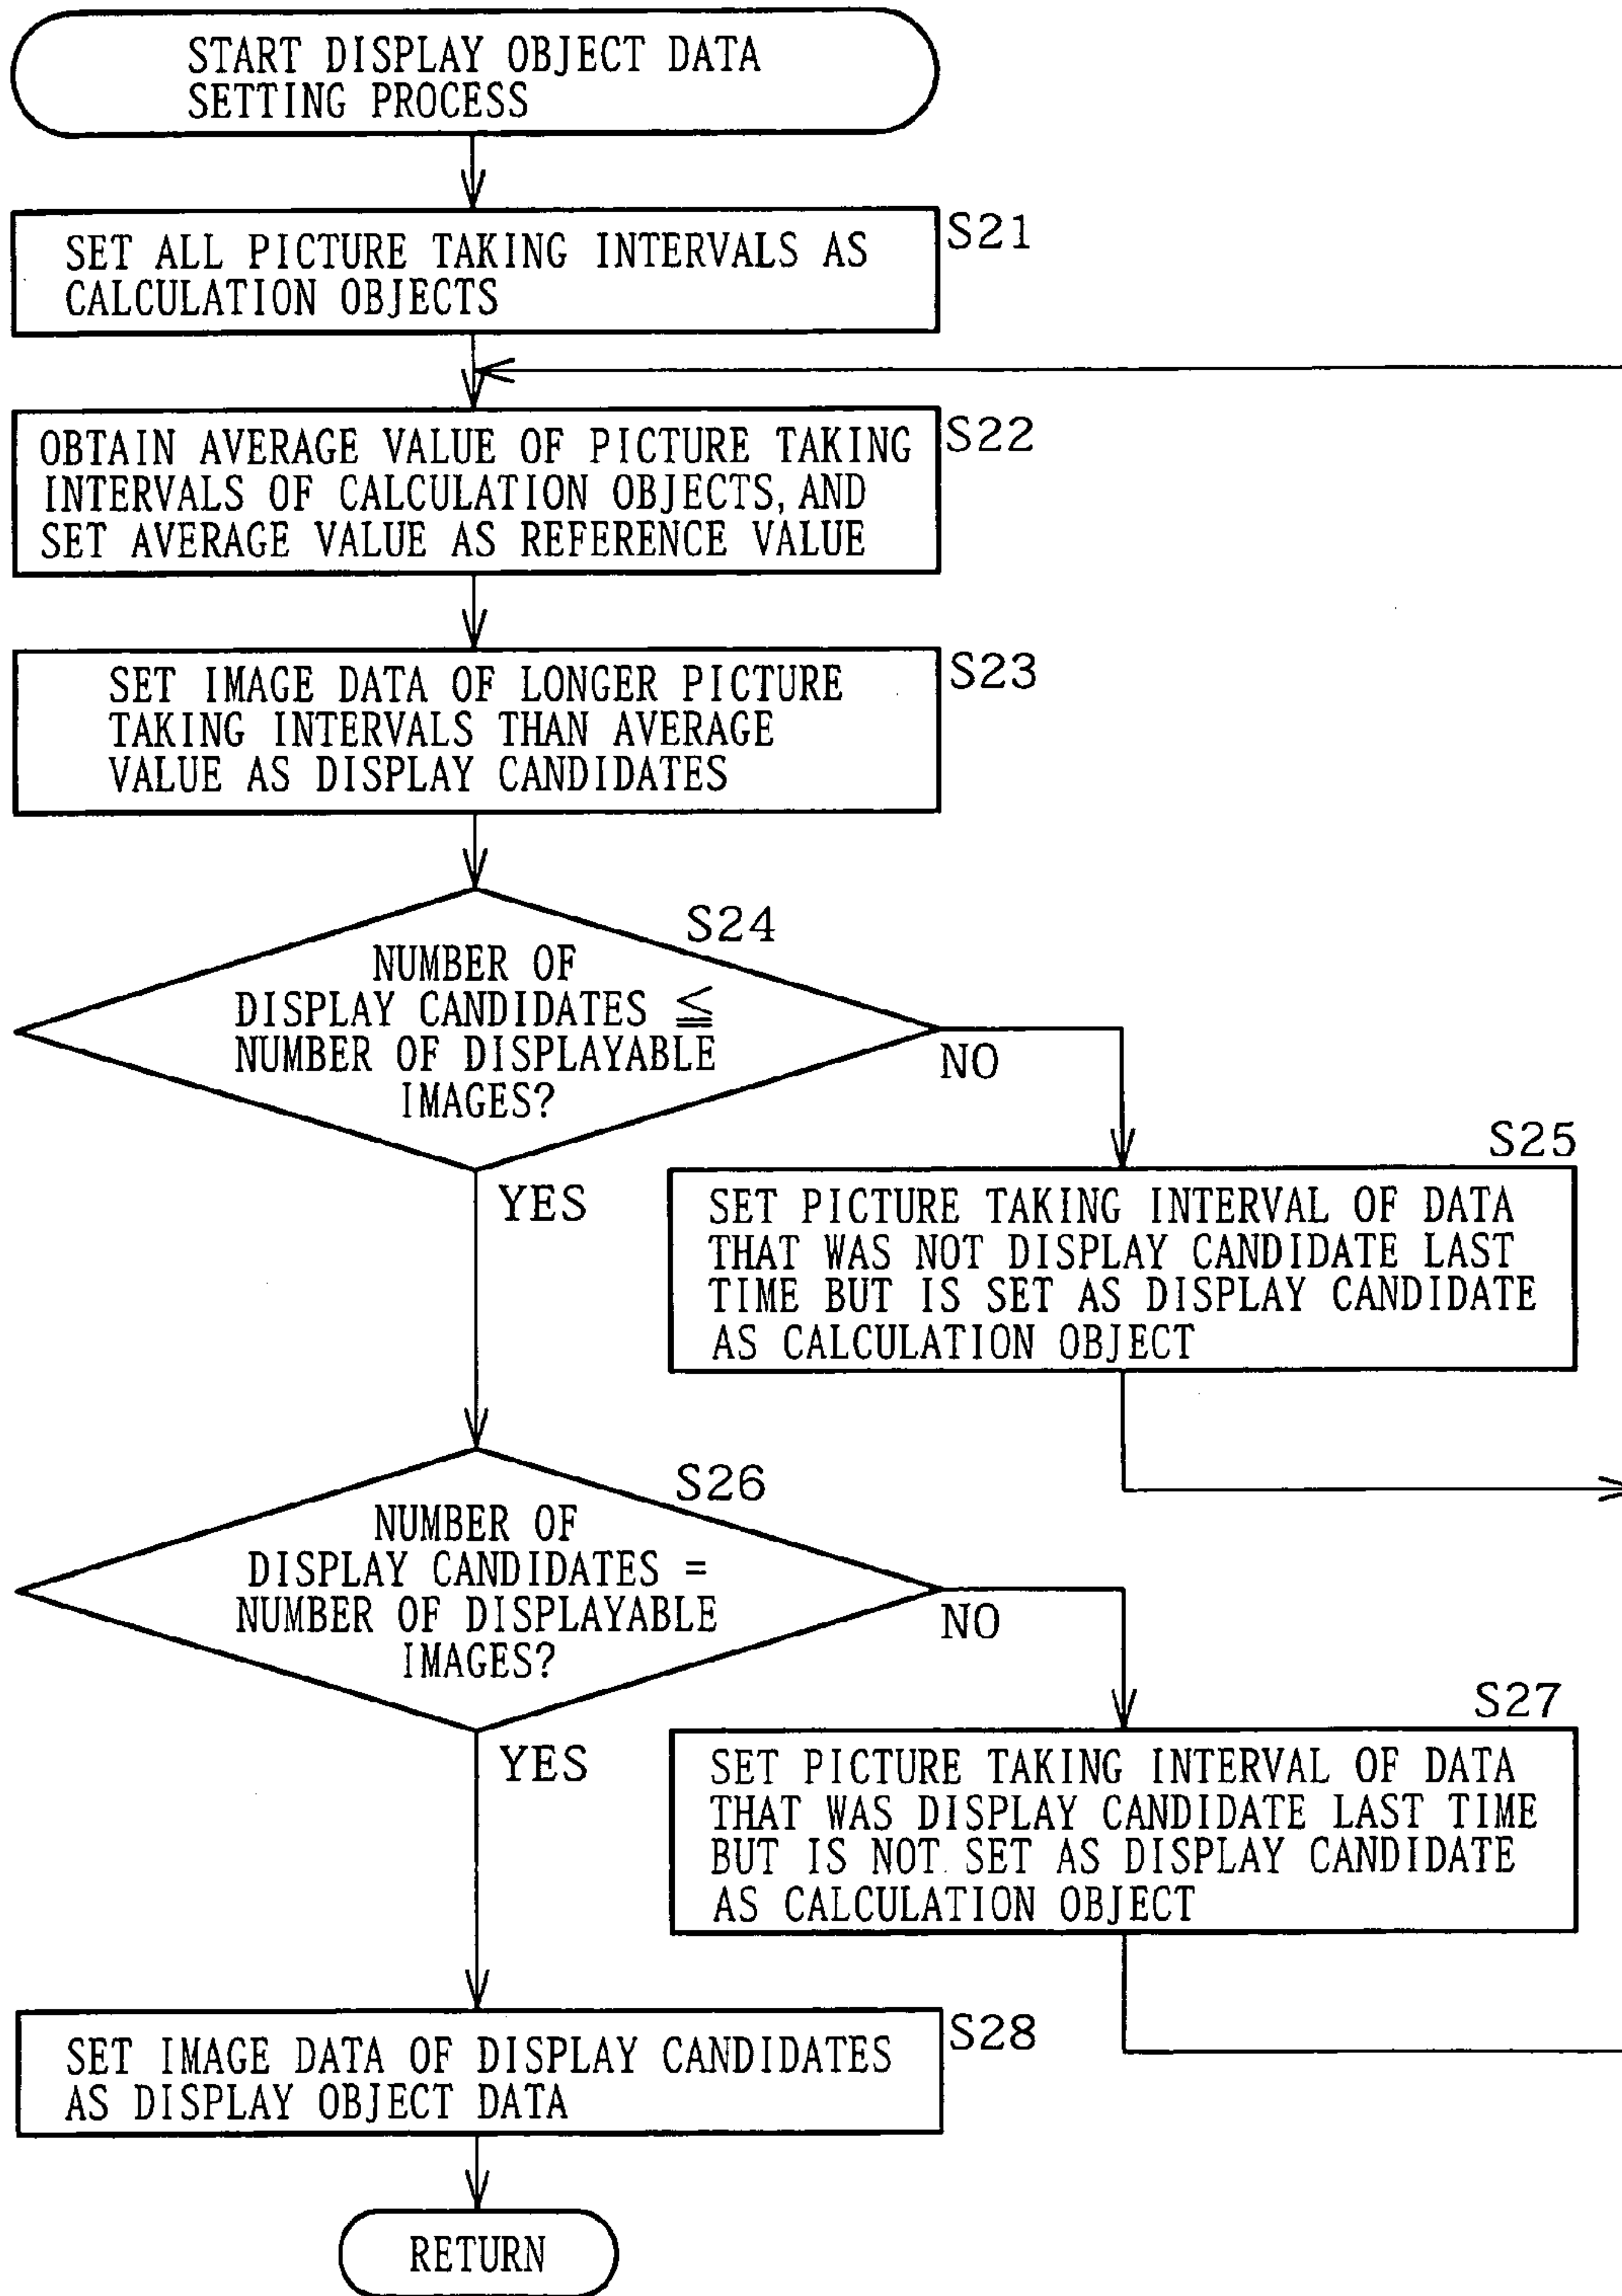 START DISPLAY OBJECT DATA
SETTING PROCESS
S21
SET ALL PICTURE TAKING INTERVALS AS
CALCULATION OBJECTS
S22
OBTAIN AVERAGE VALUE OF PICTURE TAKING
INTERVALS OF CALCULATION OBJECTS, AND
SET AVERAGE VALUE AS REFERENCE VALUE
S23
SET IMAGE DATA OF LONGER PICTURE
TAKING INTERVALS THAN AVERAGE
VALUE AS DISPLAY CANDIDATES
S24
NUMBER OF
DISPLAY CANDIDATES ≦
NUMBER OF DISPLAYABLE
IMAGES?
NO
YES
S25
SET PICTURE TAKING INTERVAL OF DATA
THAT WAS NOT DISPLAY CANDIDATE LAST
TIME BUT IS SET AS DISPLAY CANDIDATE
AS CALCULATION OBJECT
S26
NUMBER OF
DISPLAY CANDIDATES =
NUMBER OF DISPLAYABLE
IMAGES?
NO
YES
S27
SET PICTURE TAKING INTERVAL OF DATA
THAT WAS DISPLAY CANDIDATE LAST TIME
BUT IS NOT SET AS DISPLAY CANDIDATE
AS CALCULATION OBJECT
S28
SET IMAGE DATA OF DISPLAY CANDIDATES
AS DISPLAY OBJECT DATA
RETURN